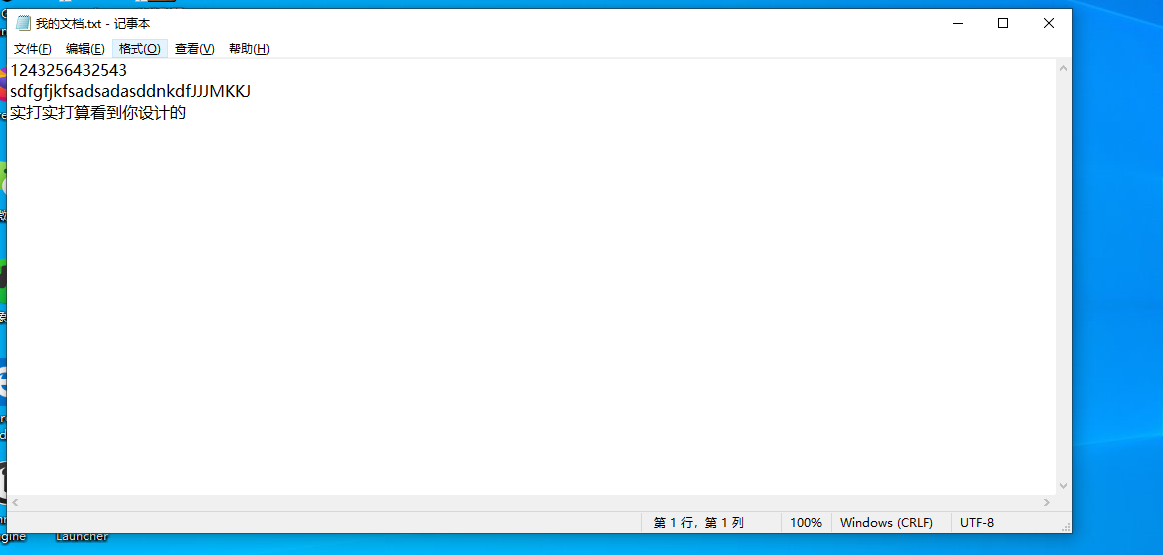 我的文档.txt - 记事本
文件(F) 编辑(E) 格式(O) 查看(V) 帮助(H)
1243256432543
sdfgfjkfsadsadasddnkdfJJJMKKJ
实打实打算看到你设计的
第 1 行，第 1 列 100% Windows (CRLF) UTF-8
gine Launcher